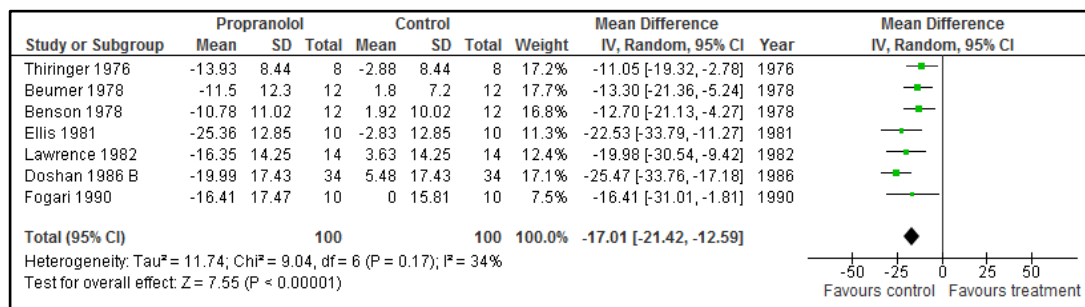 Propranolol Control Mean Difference Mean Difference
Study or Subgroup Mean SD Total Mean SD Total Weight IV, Random, 95% CI Year IV, Random, 95% CI
Thiringer 1976 -13.93 8.44 8 -2.88 8.44 8 17.2% -11.05 [-19.32, -2.78] 1976
Beumer 1978 -11.5 12.3 12 1.8 7.2 12 17.7% -13.30 [-21.36, -5.24] 1978
Benson 1978 -10.78 11.02 12 1.92 10.02 12 16.8% -12.70 [-21.13, -4.27] 1978
Ellis 1981 -25.36 12.85 10 -2.83 12.85 10 11.3% -22.53 [-33.79, -11.27] 1981
Lawrence 1982 -16.35 14.25 14 3.63 14.25 14 12.4% -19.98 [-30.54, -9.42] 1982
Doshan 1986 B -19.99 17.43 34 5.48 17.43 34 17.1% -25.47 [-33.76, -17.18] 1986
Fogari 1990 -16.41 17.47 10 0 15.81 10 7.5% -16.41 [-31.01, -1.81] 1990
Total (95% CI) 100 100 100.0% -17.01 [-21.42, -12.59]
Heterogeneity: Tau² = 11.74; Chi² = 9.04, df = 6 (P = 0.17); I² = 34%
Test for overall effect: Z = 7.55 (P < 0.00001)
-50 -25 0 25 50
Favours control Favours treatment